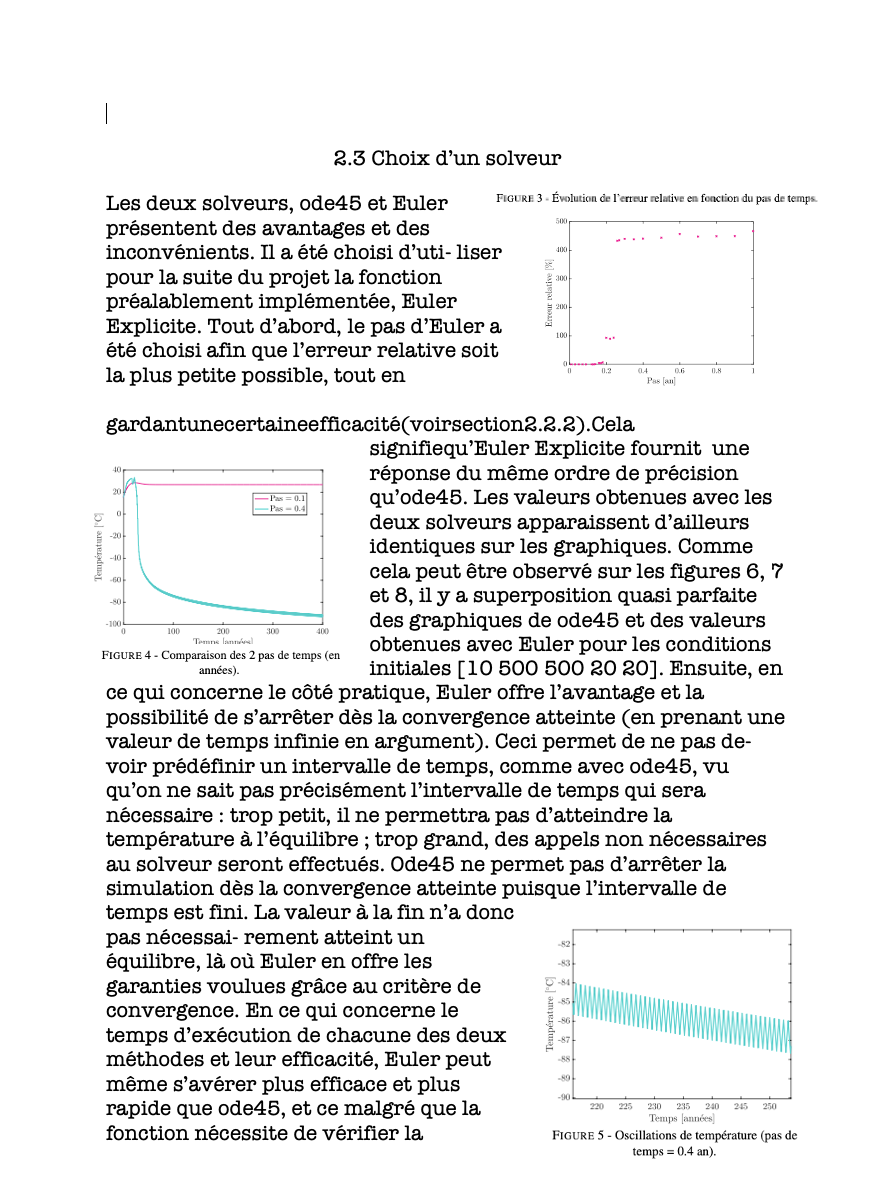 2.3 Choix d'un solveur
Les deux solveurs, ode45 et Euler
présentent des avantages et des
inconvénients. Il a été choisi d'uti- liser
pour la suite du projet la fonction
préalablement implémentée, Euler
Explicite. Tout d'abord, le pas d'Euler a
été choisi afin que l'erreur relative soit
la plus petite possible, tout en
FIGURE 3 - Évolution de l'erreur relative en fonction du pas de temps.
500
400
300
200
100
0
Erreur relative [%]
0 0.2 0.4 0.6 0.8 1
Pas [an]
gardantunecertaineefficacité(voirsection2.2.2).Cela
signifiequ'Euler Explicite fournit une
réponse du même ordre de précision
qu'ode45. Les valeurs obtenues avec les
deux solveurs apparaissent d'ailleurs
identiques sur les graphiques. Comme
cela peut être observé sur les figures 6, 7
et 8, il y a superposition quasi parfaite
des graphiques de ode45 et des valeurs
obtenues avec Euler pour les conditions
initiales [10 500 500 20 20]. Ensuite, en
40
20
0
-20
-40
-60
-80
-100
Température [°C]
Pas = 0.1
Pas = 0.4
0 100 200 300 400
Temps [années]
FIGURE 4 - Comparaison des 2 pas de temps (en
années).
ce qui concerne le côté pratique, Euler offre l'avantage et la
possibilité de s'arrêter dès la convergence atteinte (en prenant une
valeur de temps infinie en argument). Ceci permet de ne pas de-
voir prédéfinir un intervalle de temps, comme avec ode45, vu
qu'on ne sait pas précisément l'intervalle de temps qui sera
nécessaire : trop petit, il ne permettra pas d'atteindre la
température à l'équilibre ; trop grand, des appels non nécessaires
au solveur seront effectués. Ode45 ne permet pas d'arrêter la
simulation dès la convergence atteinte puisque l'intervalle de
temps est fini. La valeur à la fin n'a donc
pas nécessai- rement atteint un
équilibre, là où Euler en offre les
garanties voulues grâce au critère de
convergence. En ce qui concerne le
temps d'exécution de chacune des deux
méthodes et leur efficacité, Euler peut
même s'avérer plus efficace et plus
rapide que ode45, et ce malgré que la
fonction nécessite de vérifier la
-82
-83
-84
-85
-86
-87
-88
-89
-90
Température [°C]
220 225 230 235 240 245 250
Temps [années]
FIGURE 5 - Oscillations de température (pas de
temps = 0.4 an).